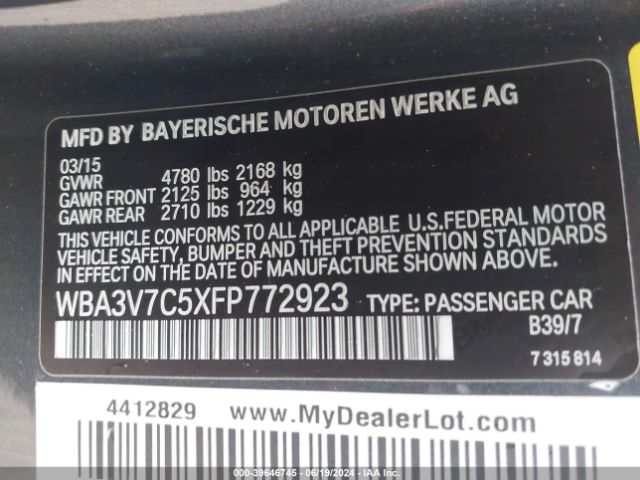 MFD BY BAYERISCHE MOTOREN WERKE AG
03/15
GVWR 4780 lbs 2168 kg
GAWR FRONT 2125 lbs 964 kg
GAWR REAR 2710 lbs 1229 kg
THIS VEHICLE CONFORMS TO ALL APPLICABLE U.S.FEDERAL MOTOR
VEHICLE SAFETY, BUMPER AND THEFT PREVENTION STANDARDS
IN EFFECT ON THE DATE OF MANUFACTURE SHOWN ABOVE.
WBA3V7C5XFP772923 TYPE: PASSENGER CAR
B39/7
7 315 814
4412829 www.MyDealerLot.com
000-39646745 - 06/19/2024 - IAA Inc.